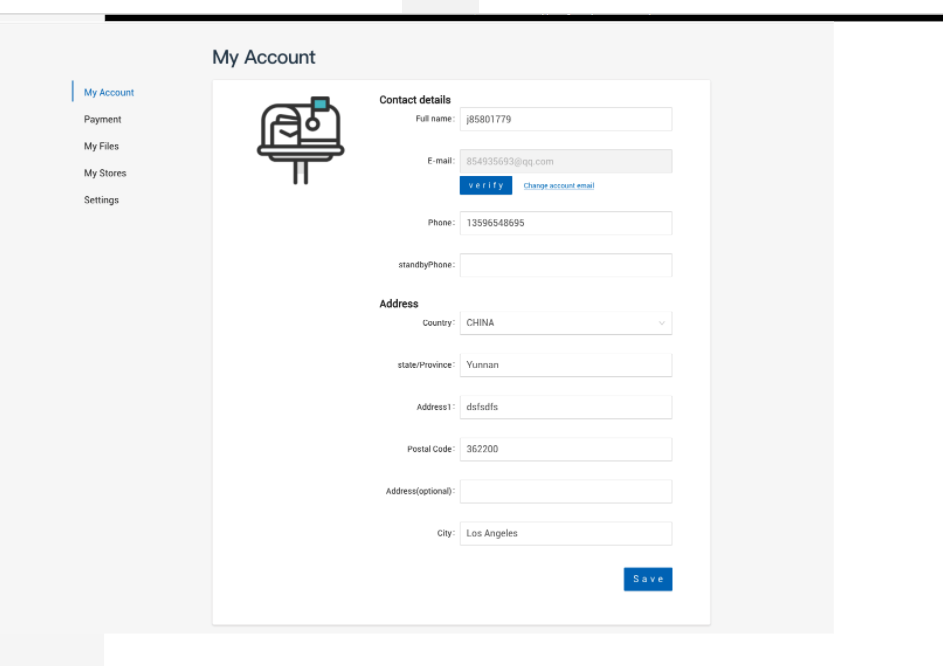 My Account
My Account
Payment
My Files
My Stores
Settings
Contact details
Full name: j85801779
E-mail: 854935693@qq.com
verify Change account email
Phone: 13596548695
standbyPhone:
Address
Country: CHINA
state/Province: Yunnan
Address1: dsfsdfs
Postal Code: 362200
Address(optional):
City: Los Angeles
Save